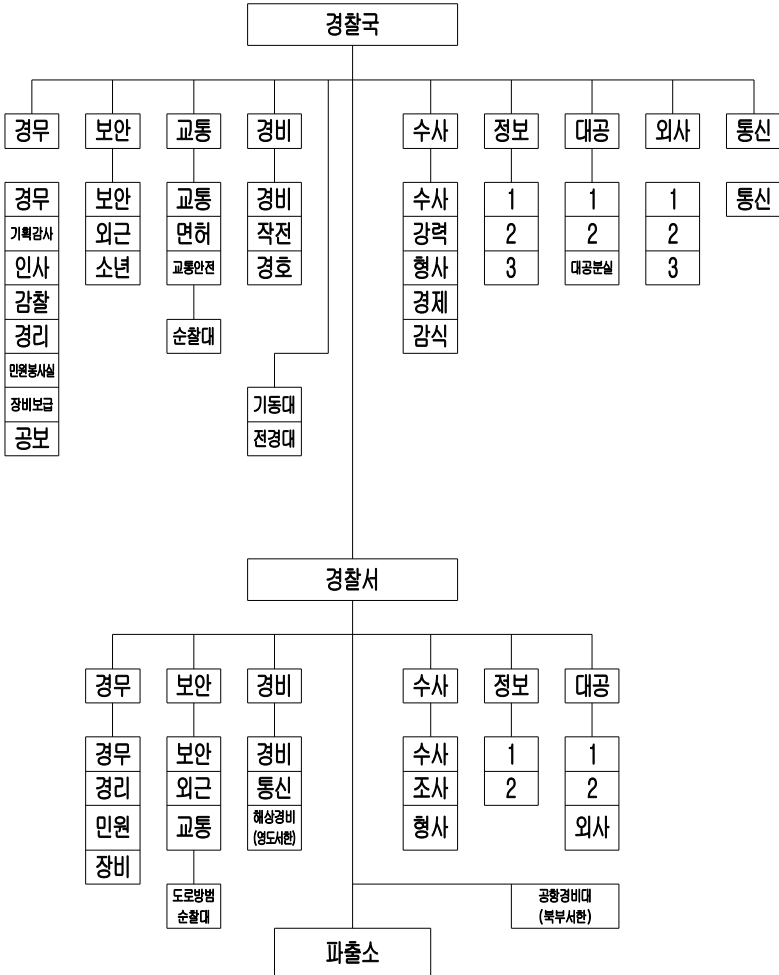 경찰국
경무 보안 교통 경비 수사 정보 대공 외사 통신
경무 보안 교통 경비 수사 1 1 1 통신
기획감사 외근 면허 작전 강력 2 2 2
인사 소년 교통안전 경호 형사 3 대공분실 3
감찰 경제
경리 순찰대 감식
민원봉사실
장비보급 기동대
공보 전경대
경찰서
경무 보안 경비 수사 정보 대공
경무 보안 경비 수사 1 1
경리 외근 통신 조사 2 2
민원 교통 해상경비 형사 외사
(영도서한)
장비
도로방범 공항경비대
순찰대 (북부서한)
파출소